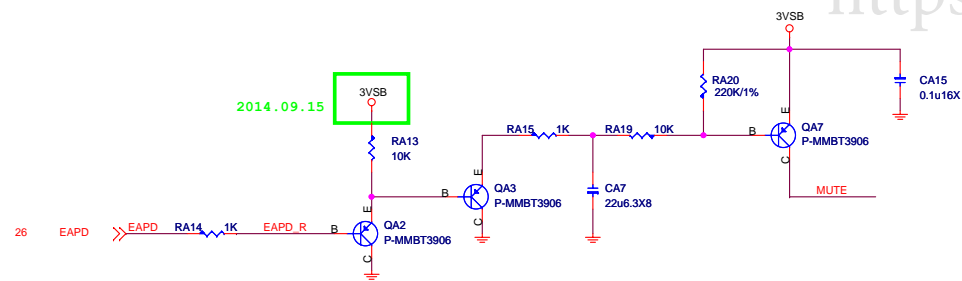 https
3VSB
2014.09.15
3VSB
RA13
10K
RA20
220K/1%
CA15
0.1u16X
RA15
1K
RA19
10K
B
E
QA7
P-MMBT3906
C
MUTE
B
E
QA3
P-MMBT3906
C
CA7
22u6.3X8
26
EAPD
EAPD
RA14
1K
EAPD_R
B
E
QA2
P-MMBT3906
C